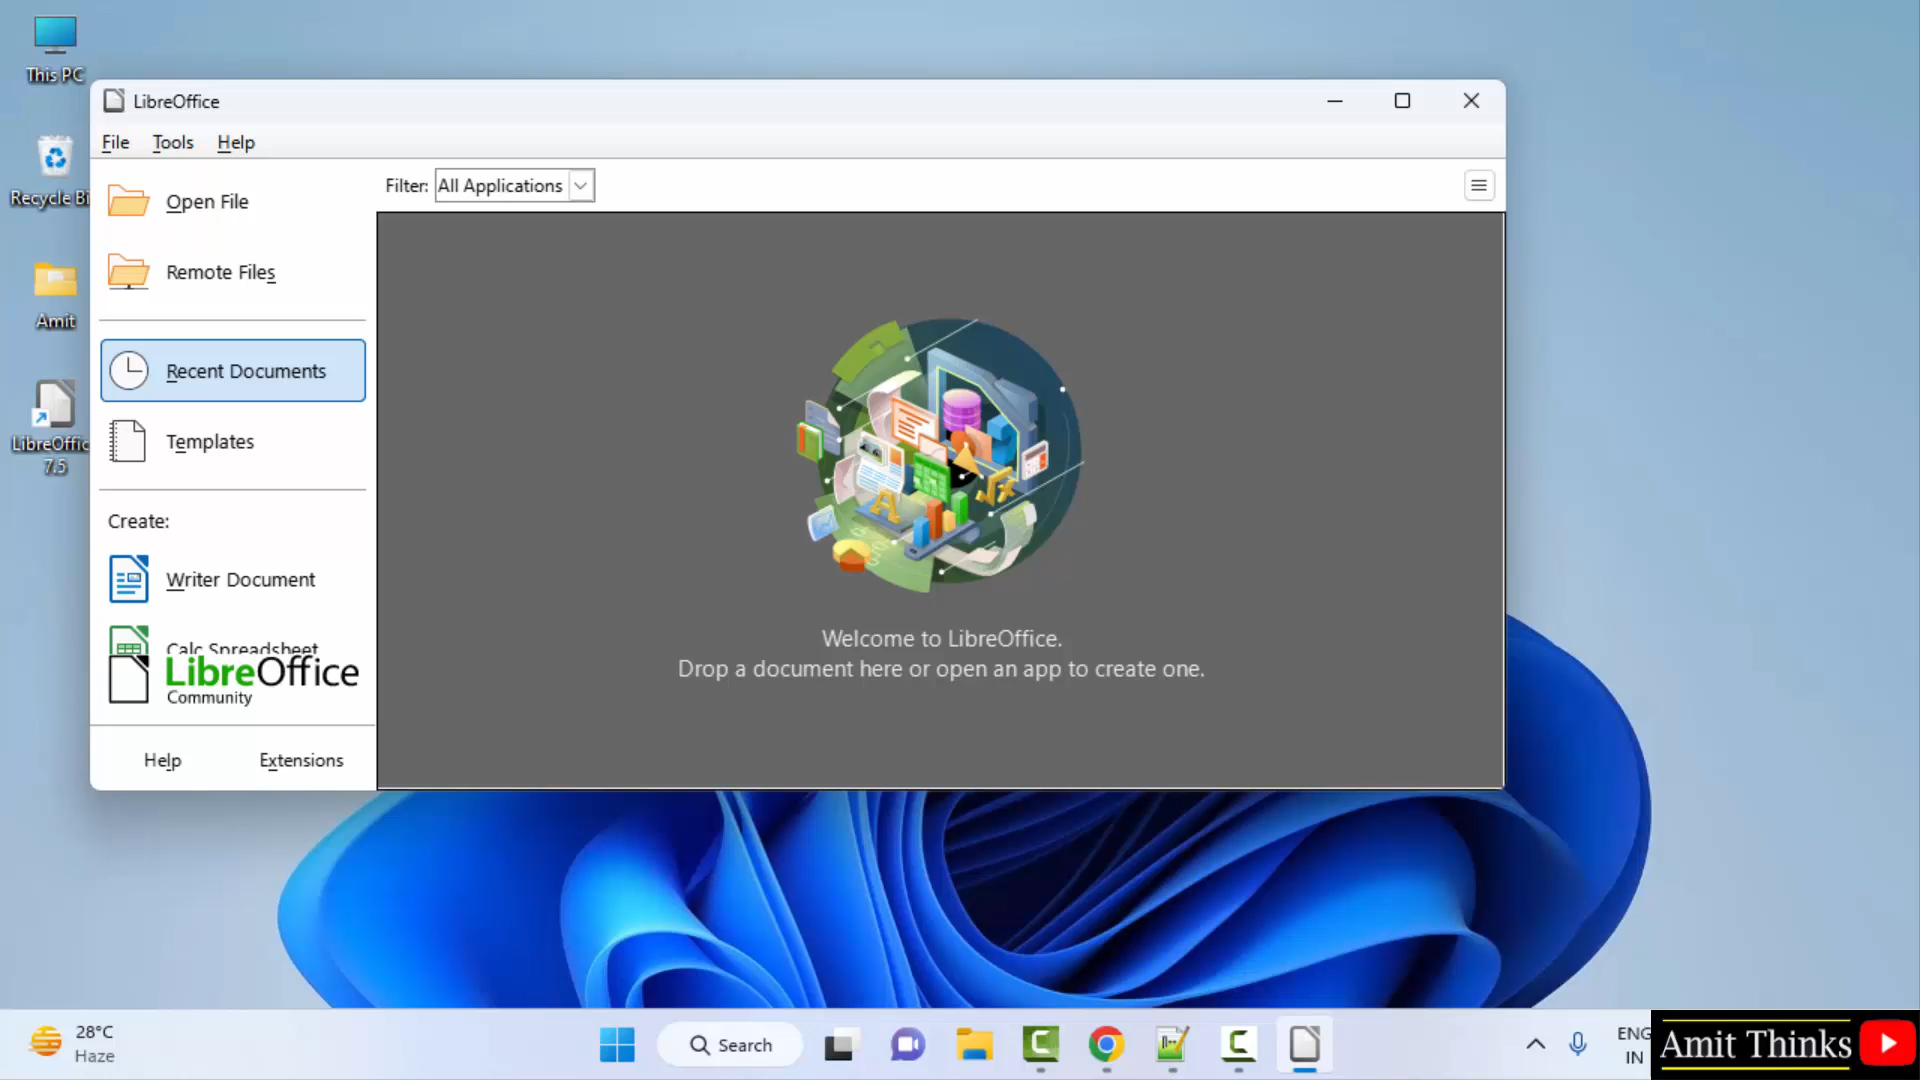 This PC
LibreOffice
File Tools Help
Recycle Bi
Open File
Filter: All Applications
Remote Files
Amit
Recent Documents
Templates
LibreOffic
7.5
Create:
Writer Document
Calc Spreadsheet
LibreOffice
Community
Welcome to LibreOffice.
Drop a document here or open an app to create one.
Help Extensions
28°C
Haze
Search
ENG
IN
Amit Thinks